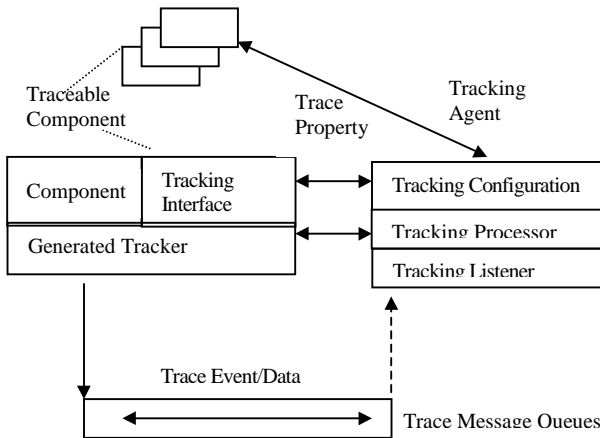 Traceable
Component
Trace
Property
Tracking
Agent
Component
Tracking
Interface
Generated Tracker
Tracking Configuration
Tracking Processor
Tracking Listener
Trace Event/Data
Trace Message Queues